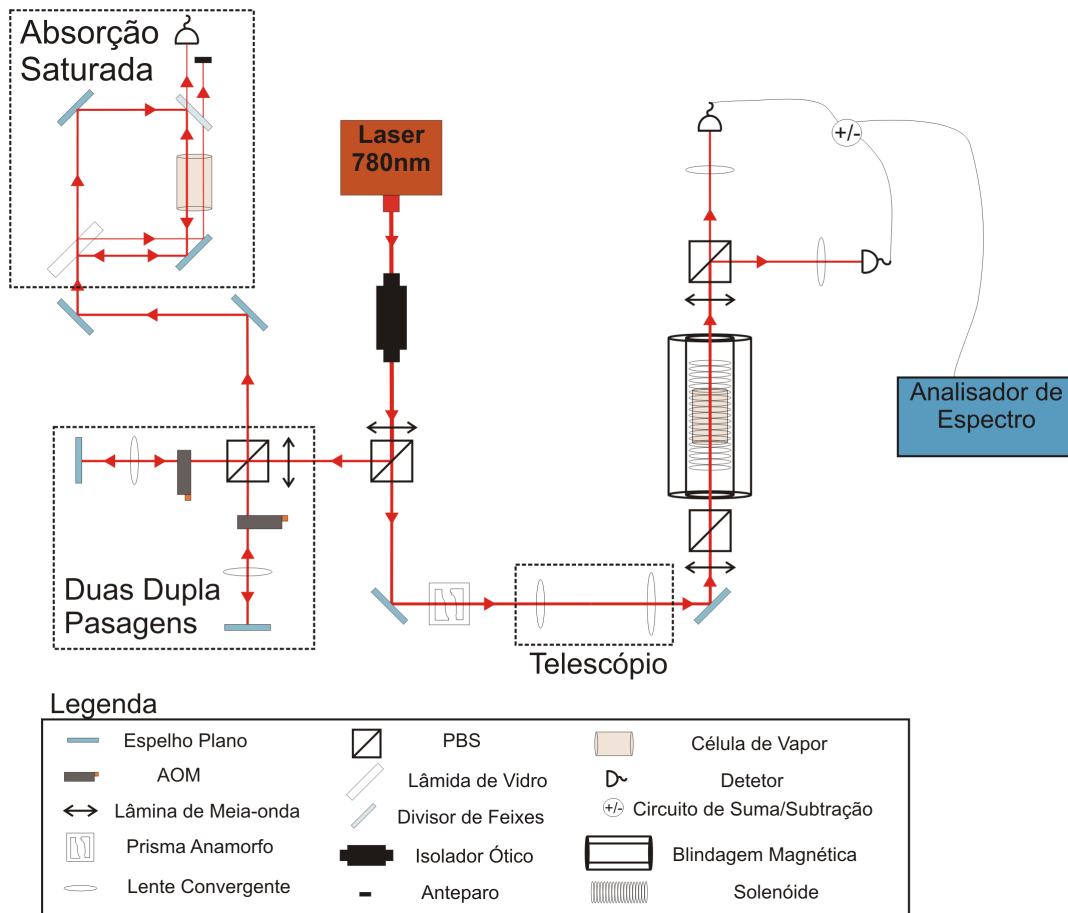 Absorção
Saturada
Laser
780nm
+/-
Analisador de
Espectro
Duas Dupla
Pasagens
Telescópio
Legenda
Espelho Plano
PBS
Célula de Vapor
AOM
Lâmida de Vidro
Detetor
Lâmina de Meia-onda
Divisor de Feixes
+/- Circuito de Suma/Subtração
Prisma Anamorfo
Isolador Ótico
Blindagem Magnética
Lente Convergente
Anteparo
Solenóide